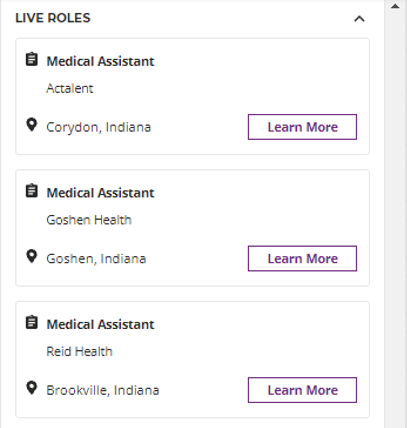 LIVE ROLES
Medical Assistant
Actalent
Corydon, Indiana
Learn More
Medical Assistant
Goshen Health
Goshen, Indiana
Learn More
Medical Assistant
Reid Health
Brookville, Indiana
Learn More